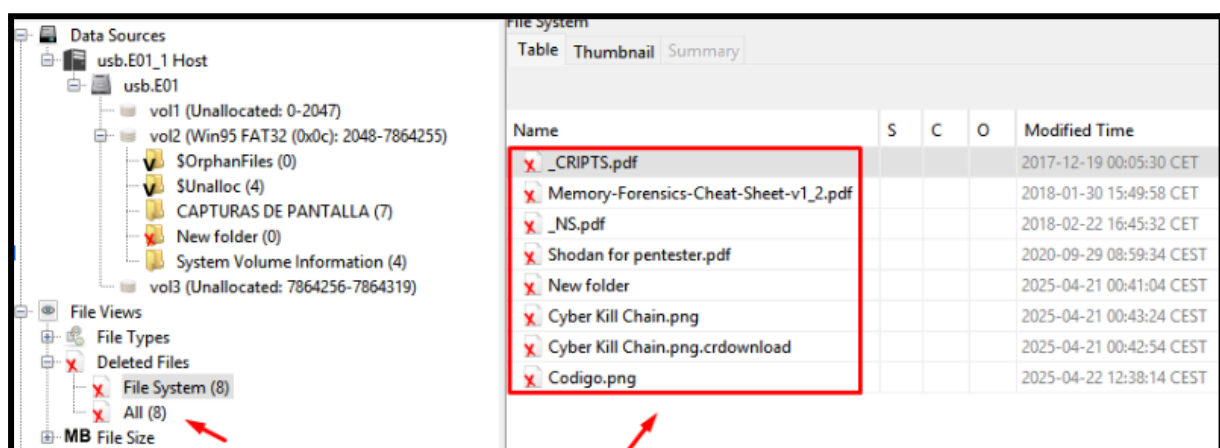 Data Sources
usb.E01_1 Host
usb.E01
vol1 (Unallocated: 0-2047)
vol2 (Win95 FAT32 (0x0c): 2048-7864255)
$OrphanFiles (0)
$Unalloc (4)
CAPTURAS DE PANTALLA (7)
New folder (0)
System Volume Information (4)
vol3 (Unallocated: 7864256-7864319)
File Views
File Types
Deleted Files
File System (8)
All (8)
MB File Size
File System
Table Thumbnail Summary
Name S C O Modified Time
_CRIPTS.pdf 2017-12-19 00:05:30 CET
Memory-Forensics-Cheat-Sheet-v1_2.pdf 2018-01-30 15:49:58 CET
_NS.pdf 2018-02-22 16:45:32 CET
Shodan for pentester.pdf 2020-09-29 08:59:34 CEST
New folder 2025-04-21 00:41:04 CEST
Cyber Kill Chain.png 2025-04-21 00:43:24 CEST
Cyber Kill Chain.png.crdownload 2025-04-21 00:42:54 CEST
Codigo.png 2025-04-22 12:38:14 CEST